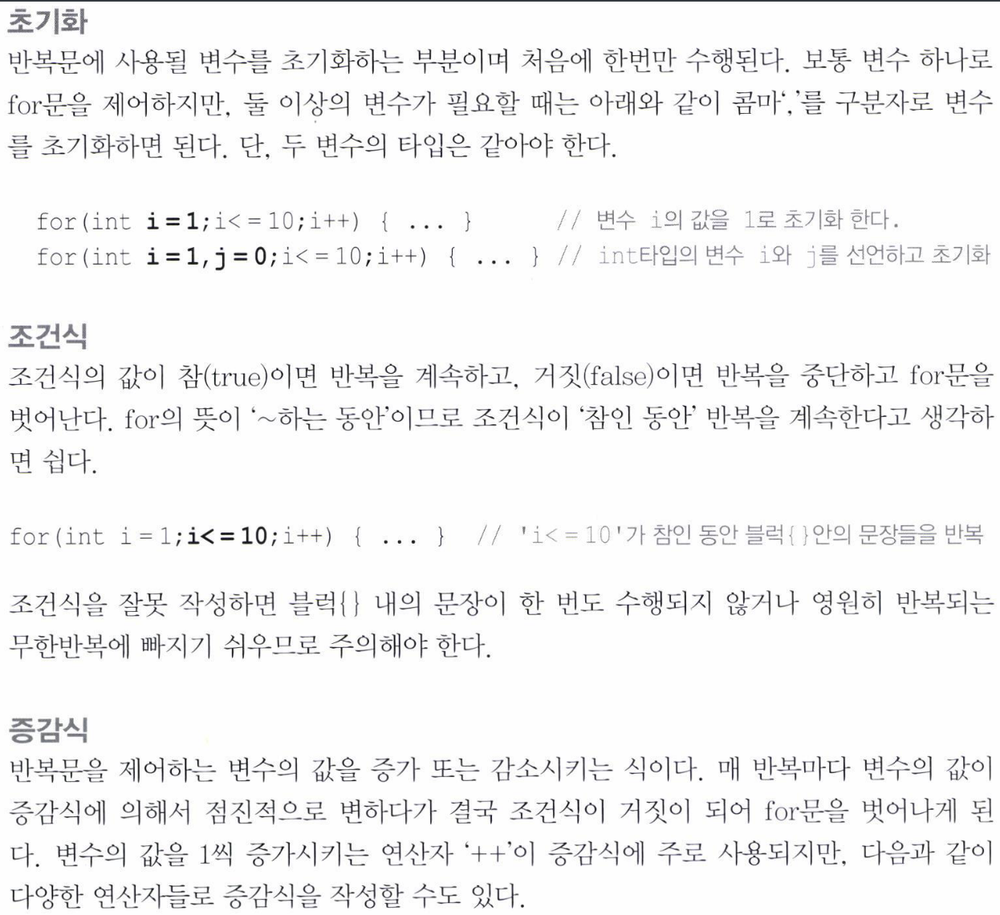 초기화
반복문에 사용될 변수를 초기화하는 부분이며 처음에 한번만 수행된다. 보통 변수 하나로
for문을 제어하지만, 둘 이상의 변수가 필요할 때는 아래와 같이 콤마‘,’를 구분자로 변수
를 초기화하면 된다. 단, 두 변수의 타입은 같아야 한다.
for(int i=1;i<=10;i++) { ... } // 변수 i의 값을 1로 초기화 한다.
for(int i=1,j=0;i<=10;i++) { ... } // int타입의 변수 i와 j를 선언하고 초기화
조건식
조건식의 값이 참(true)이면 반복을 계속하고, 거짓(false)이면 반복을 중단하고 for문을
벗어난다. for의 뜻이 ‘~하는 동안’이므로 조건식이 ‘참인 동안’ 반복을 계속한다고 생각하
면 쉽다.
for(int i=1;i<=10;i++) { ... } // 'i<=10'가 참인 동안 블럭{}안의 문장들을 반복
조건식을 잘못 작성하면 블럭{} 내의 문장이 한 번도 수행되지 않거나 영원히 반복되는
무한반복에 빠지기 쉬우므로 주의해야 한다.
증감식
반복문을 제어하는 변수의 값을 증가 또는 감소시키는 식이다. 매 반복마다 변수의 값이
증감식에 의해서 점진적으로 변하다가 결국 조건식이 거짓이 되어 for문을 벗어나게 된
다. 변수의 값을 1씩 증가시키는 연산자 ‘++’이 증감식에 주로 사용되지만, 다음과 같이
다양한 연산자들로 증감식을 작성할 수도 있다.